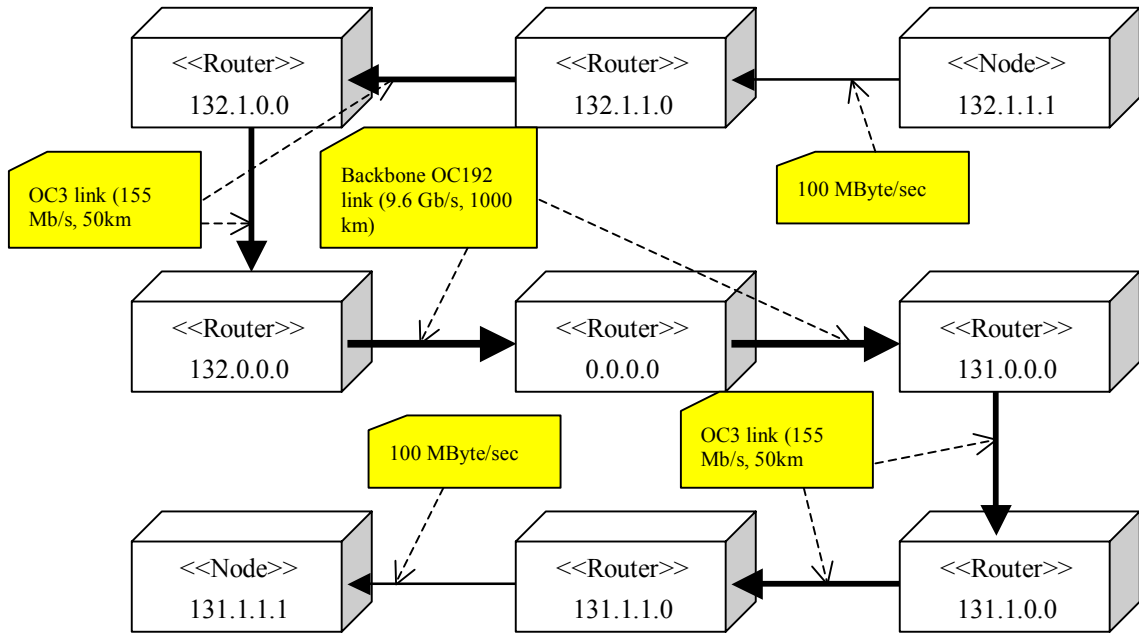 <<Router>>
132.1.0.0
<<Router>>
132.1.1.0
<<Node>>
132.1.1.1
OC3 link (155
Mb/s, 50km
Backbone OC192
link (9.6 Gb/s, 1000
km)
100 MByte/sec
<<Router>>
132.0.0.0
<<Router>>
0.0.0.0
<<Router>>
131.0.0.0
100 MByte/sec
OC3 link (155
Mb/s, 50km
<<Node>>
131.1.1.1
<<Router>>
131.1.1.0
<<Router>>
131.1.0.0